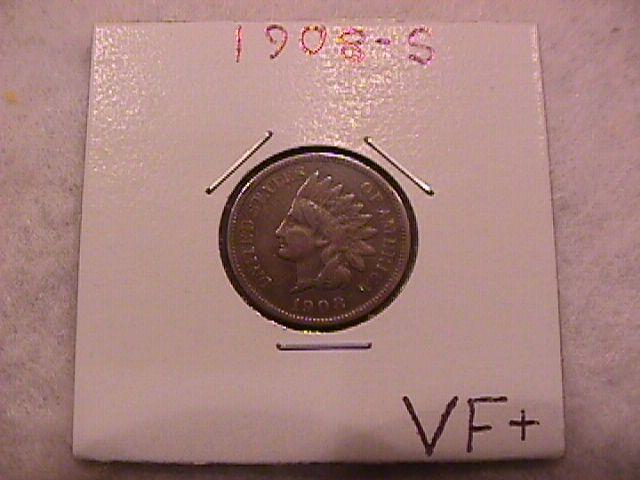 1908-S
UNITED STATES OF AMERICA
1908
VF+